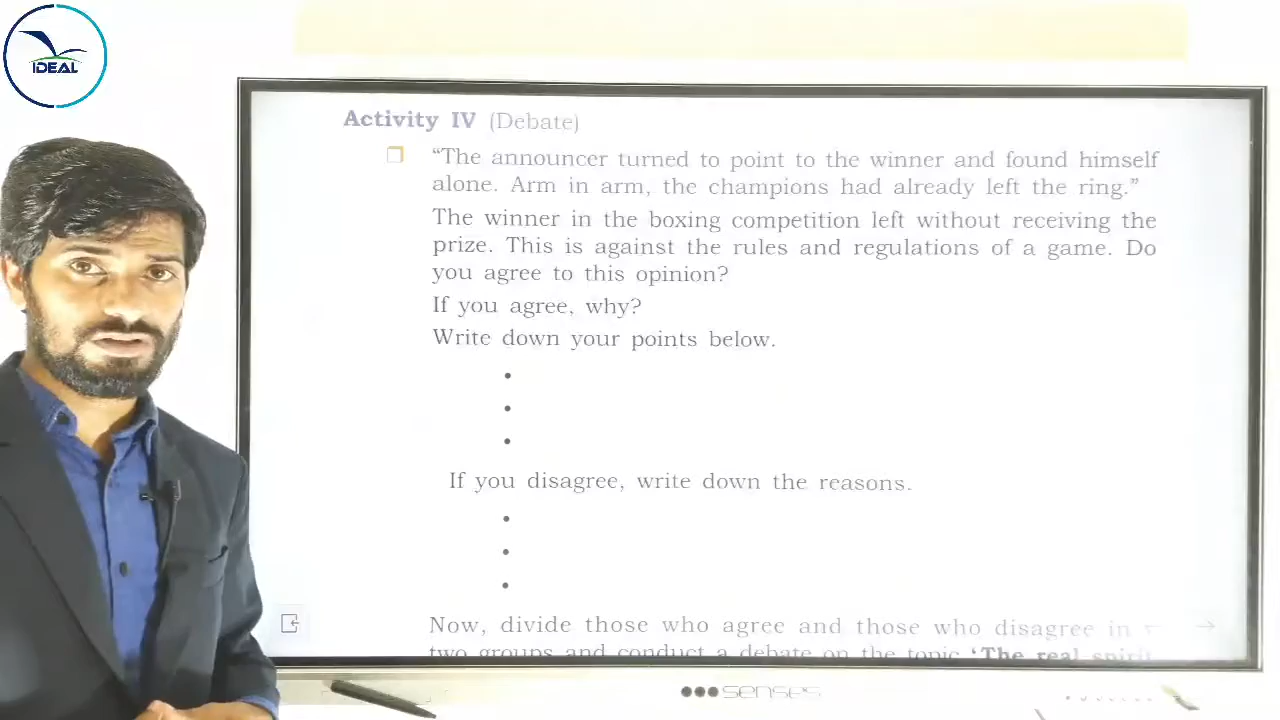 IDEAL
Activity IV (Debate)
“The announcer turned to point to the winner and found himself
alone. Arm in arm, the champions had already left the ring.”
The winner in the boxing competition left without receiving the
prize. This is against the rules and regulations of a game. Do
you agree to this opinion?
If you agree, why?
Write down your points below.
•
•
•
If you disagree, write down the reasons.
•
•
•
Now, divide those who agree and those who disagree in
two groups and conduct a debate on the topic ‘The real spirit
senses